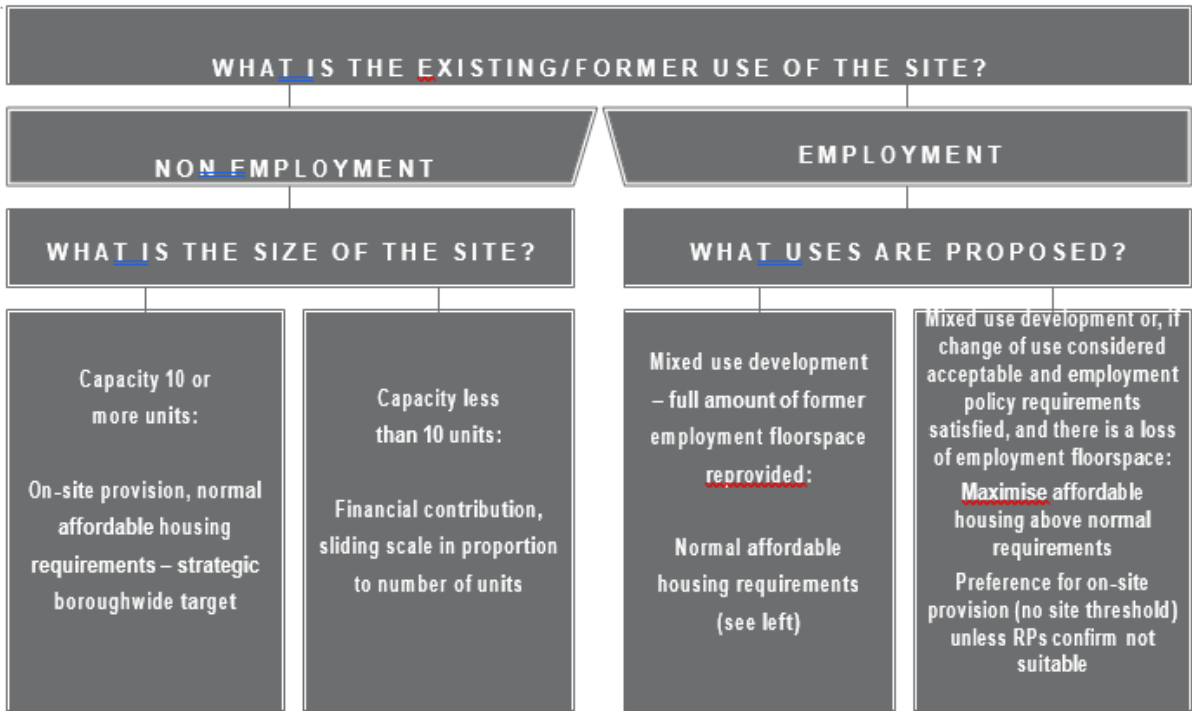 WHAT IS THE EXISTING/FORMER USE OF THE SITE?
NON EMPLOYMENT
EMPLOYMENT
WHAT IS THE SIZE OF THE SITE?
WHAT USES ARE PROPOSED?
Capacity 10 or
more units:
On-site provision, normal
affordable housing
requirements – strategic
boroughwide target
Capacity less
than 10 units:
Financial contribution,
sliding scale in proportion
to number of units
Mixed use development
– full amount of former
employment floorspace
reprovided:
Normal affordable
housing requirements
(see left)
Mixed use development or, if
change of use considered
acceptable and employment
policy requirements
satisfied, and there is a loss
of employment floorspace:
Maximise affordable
housing above normal
requirements
Preference for on-site
provision (no site threshold)
unless RPs confirm not
suitable